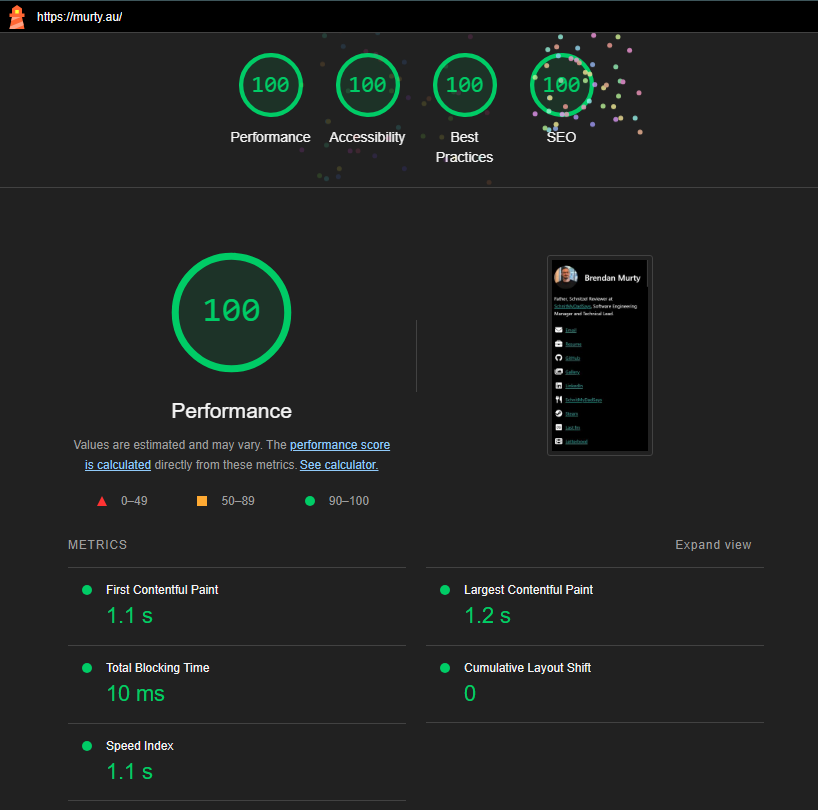 https://murty.au/
100
100
100
100
Performance
Accessibility
Best
Practices
SEO
100
Performance
Values are estimated and may vary. The performance score
is calculated directly from these metrics. See calculator.
0–49
50–89
90–100
Brendan Murty
Father, Schnitzel Reviewer at
SchnittMyDadSays, Software Engineering
Manager and Technical Lead
Email
Resume
GitHub
Gallery
LinkedIn
SchnittMyDadSays
Steam
Last.fm
Letterboxd
METRICS
Expand view
First Contentful Paint
1.1 s
Largest Contentful Paint
1.2 s
Total Blocking Time
10 ms
Cumulative Layout Shift
0
Speed Index
1.1 s